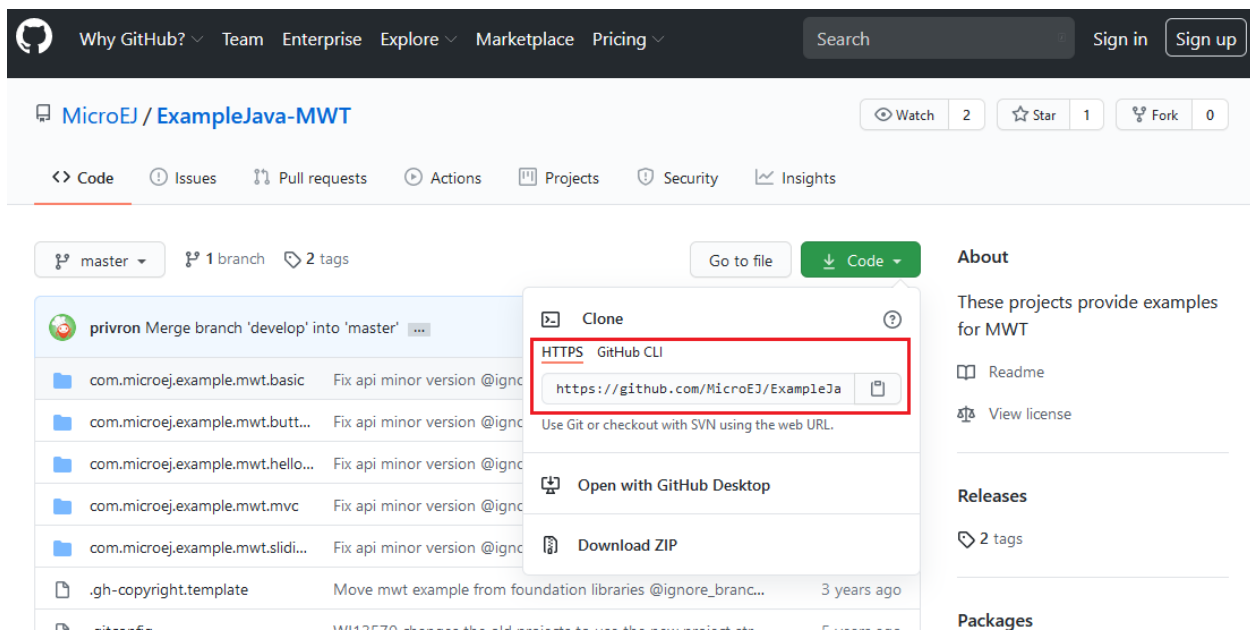 Why GitHub? Team Enterprise Explore Marketplace Pricing Search Sign in Sign up
MicroEJ / ExampleJava-MWT Watch 2 Star 1 Fork 0
<> Code Issues Pull requests Actions Projects Security Insights
master 1 branch 2 tags Go to file Code
privron Merge branch 'develop' into 'master' ...
com.microej.example.mwt.basic Fix api minor version @igno
com.microej.example.mwt.butt... Fix api minor version @igno
com.microej.example.mwt.hello... Fix api minor version @igno
com.microej.example.mwt.mvc Fix api minor version @igno
com.microej.example.mwt.slidi... Fix api minor version @igno
.gh-copyright.template Move mwt example from foundation libraries @ignore_branc... 3 years ago
Clone
HTTPS GitHub CLI
https://github.com/MicroEJ/ExampleJa
Use Git or checkout with SVN using the web URL.
Open with GitHub Desktop
Download ZIP
About
These projects provide examples
for MWT
Readme
View license
Releases
2 tags
Packages